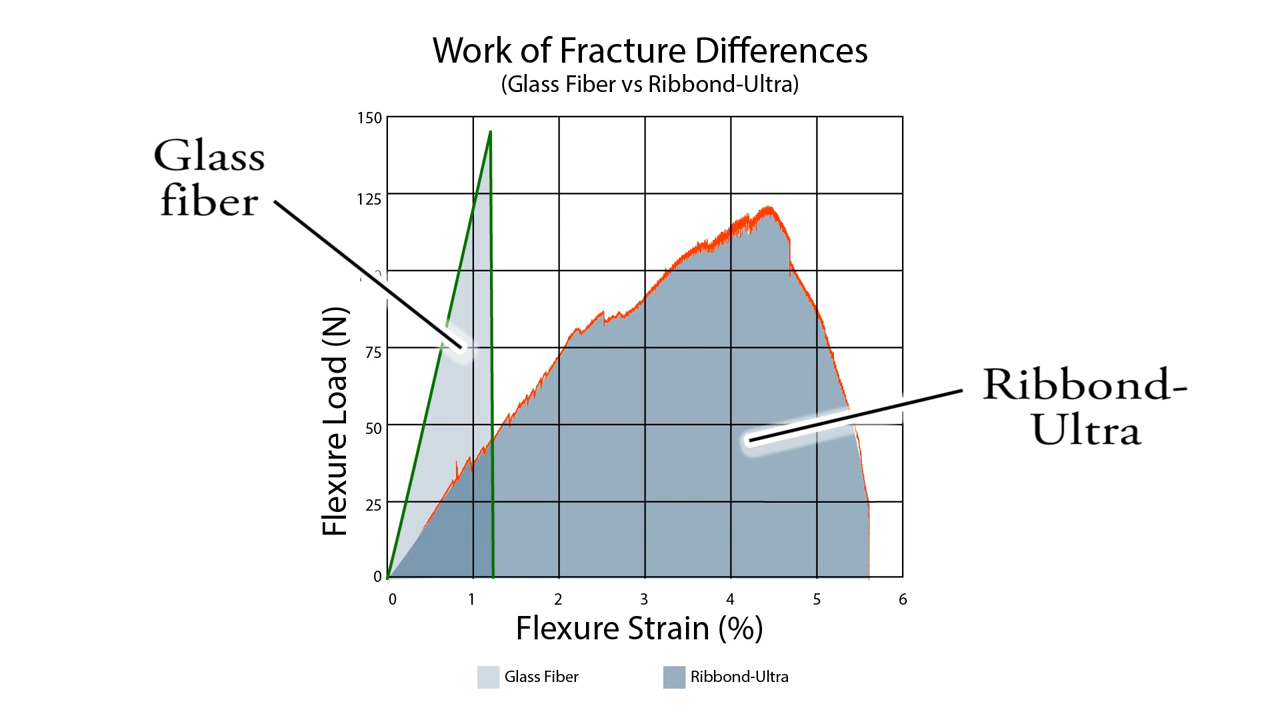 Work of Fracture Differences
(Glass Fiber vs Ribbond-Ultra)
Glass
fiber
150
125
75
50
25
0
Flexure Load (N)
Ribbond-
Ultra
0 1 2 3 4 5 6
Flexure Strain (%)
Glass Fiber
Ribbond-Ultra